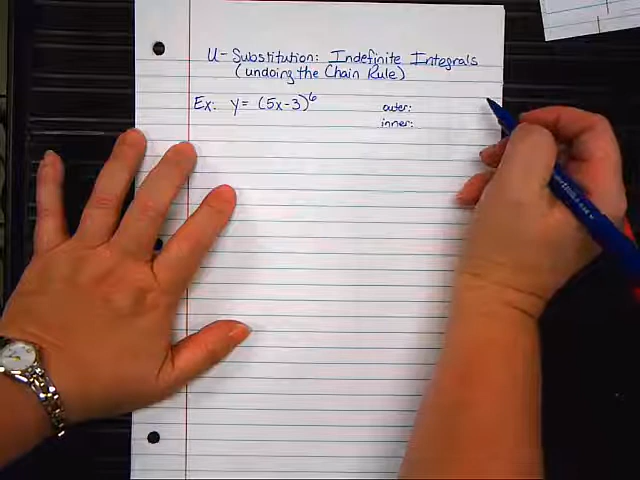 U-Substitution: Indefinite Integrals
(undoing the Chain Rule)
Ex: y = (5x-3)⁶
outer:
inner: